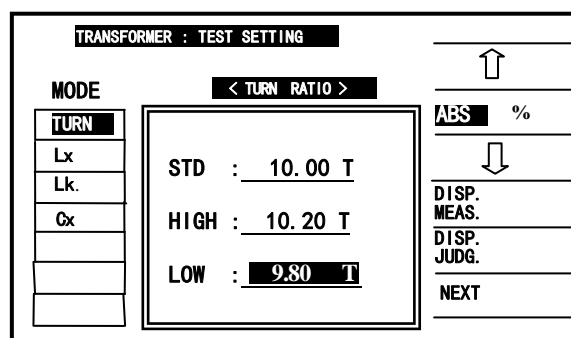 TRANSFORMER : TEST SETTING
MODE
< TURN RATIO >
TURN
Lx
Lk.
Cx
STD : 10.00 T
HIGH : 10.20 T
LOW : 9.80 T
ABS %
DISP.
MEAS.
DISP.
JUDG.
NEXT